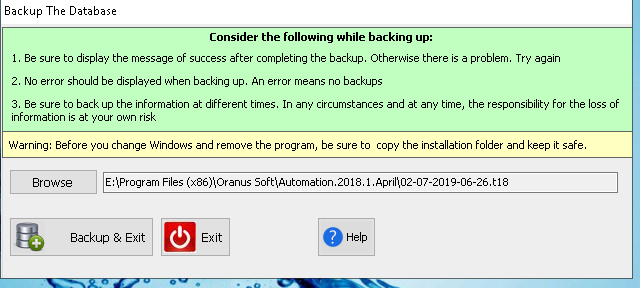 Backup The Database
Consider the following while backing up:
1. Be sure to display the message of success after completing the backup. Otherwise there is a problem. Try again
2. No error should be displayed when backing up. An error means no backups
3. Be sure to back up the information at different times. In any circumstances and at any time, the responsibility for the loss of
information is at your own risk
Warning: Before you change Windows and remove the program, be sure to  copy the installation folder and keep it safe.
Browse E:\Program Files (x86)\Oranus Soft\Automation.2018.1.April\02-07-2019-06-26.t18
Backup & Exit Exit Help